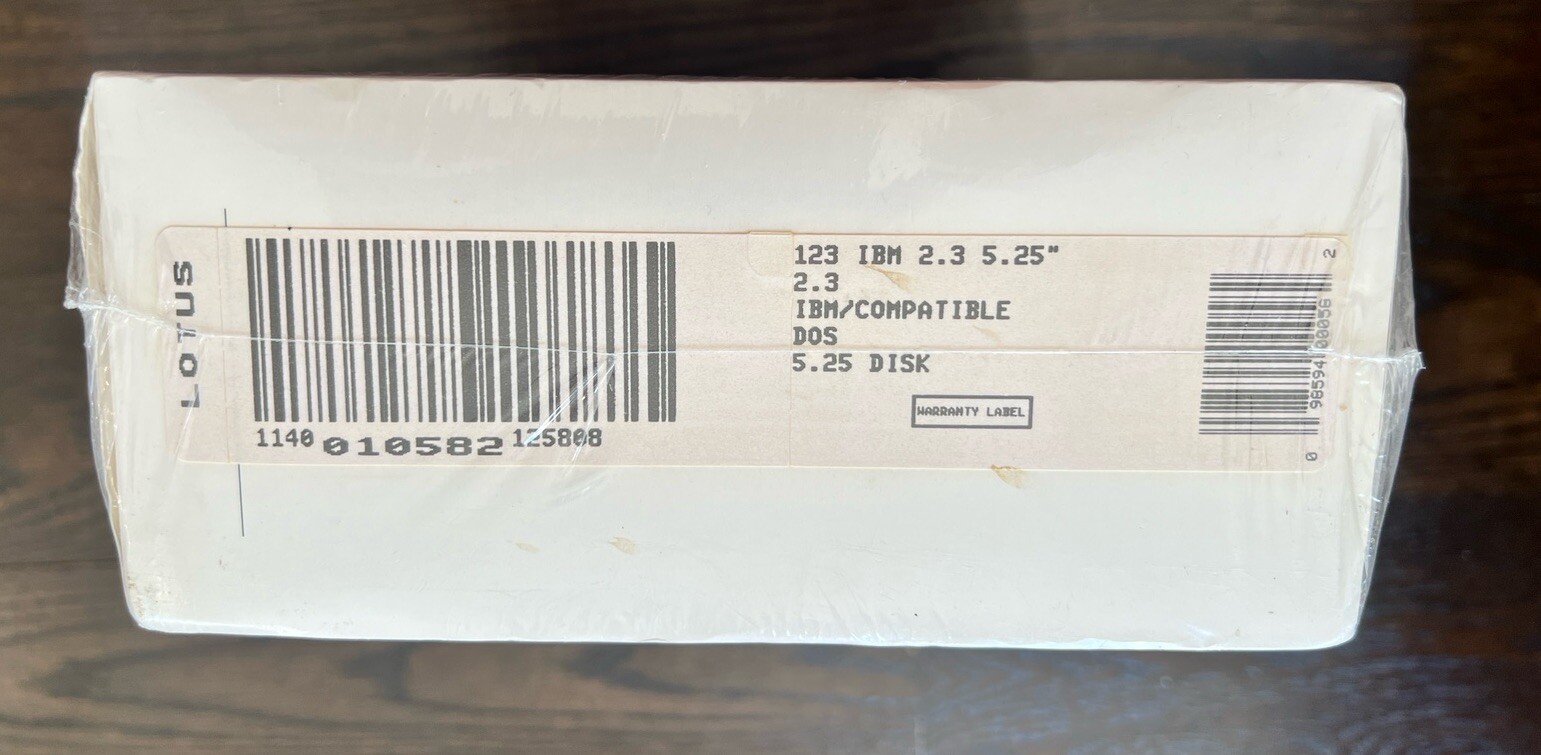 LOTUS
1140 010582 125808
123 IBM 2.3 5.25"
2.3
IBM/COMPATIBLE
DOS
5.25 DISK
WARRANTY LABEL
0 98594 00056 2